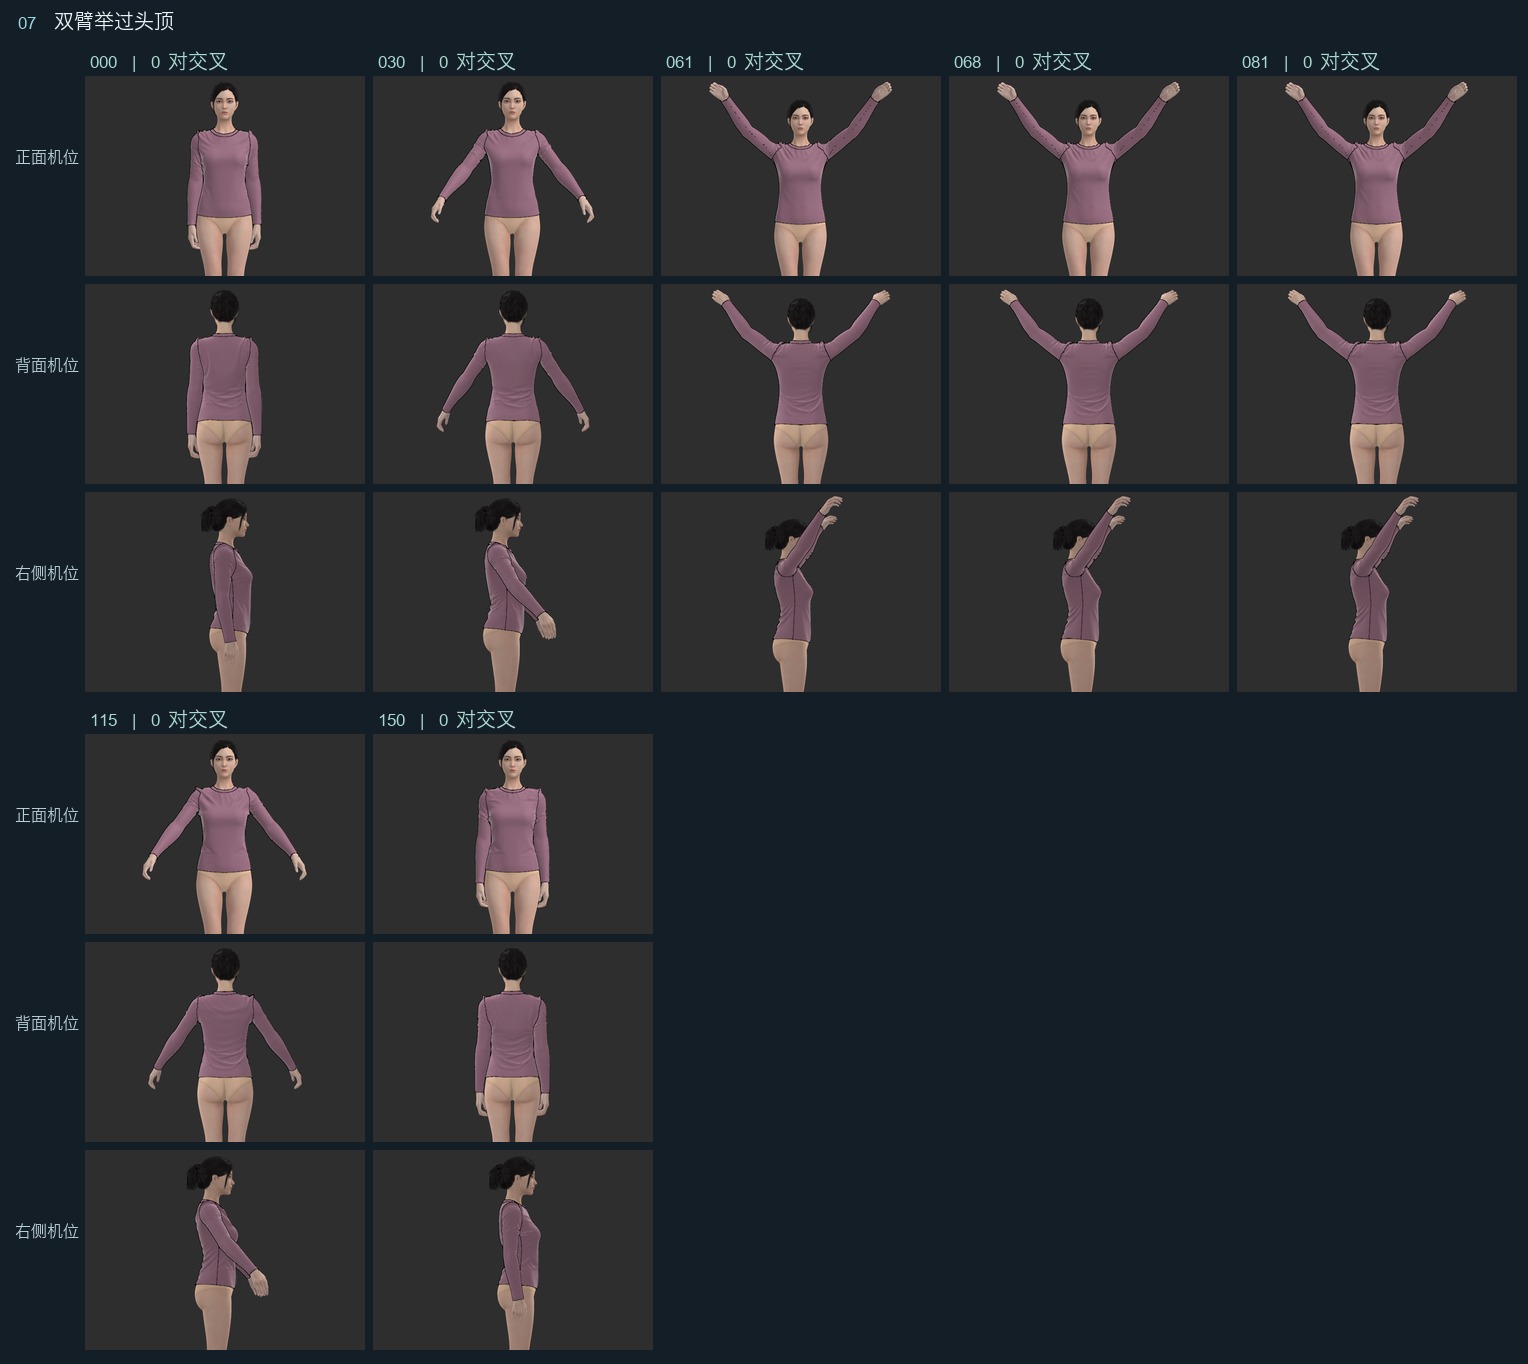 07 双臂举过头顶
000 | 0 对交叉 030 | 0 对交叉 061 | 0 对交叉 068 | 0 对交叉 081 | 0 对交叉
正面机位
背面机位
右侧机位
115 | 0 对交叉 150 | 0 对交叉
正面机位
背面机位
右侧机位